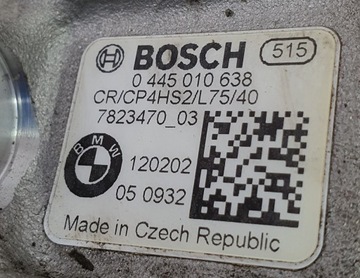 BOSCH 515
0 445 010 638
CR/CP4HS2/L75/40
7823470_03
BMW
120202
05 0932
Made in Czech Republic